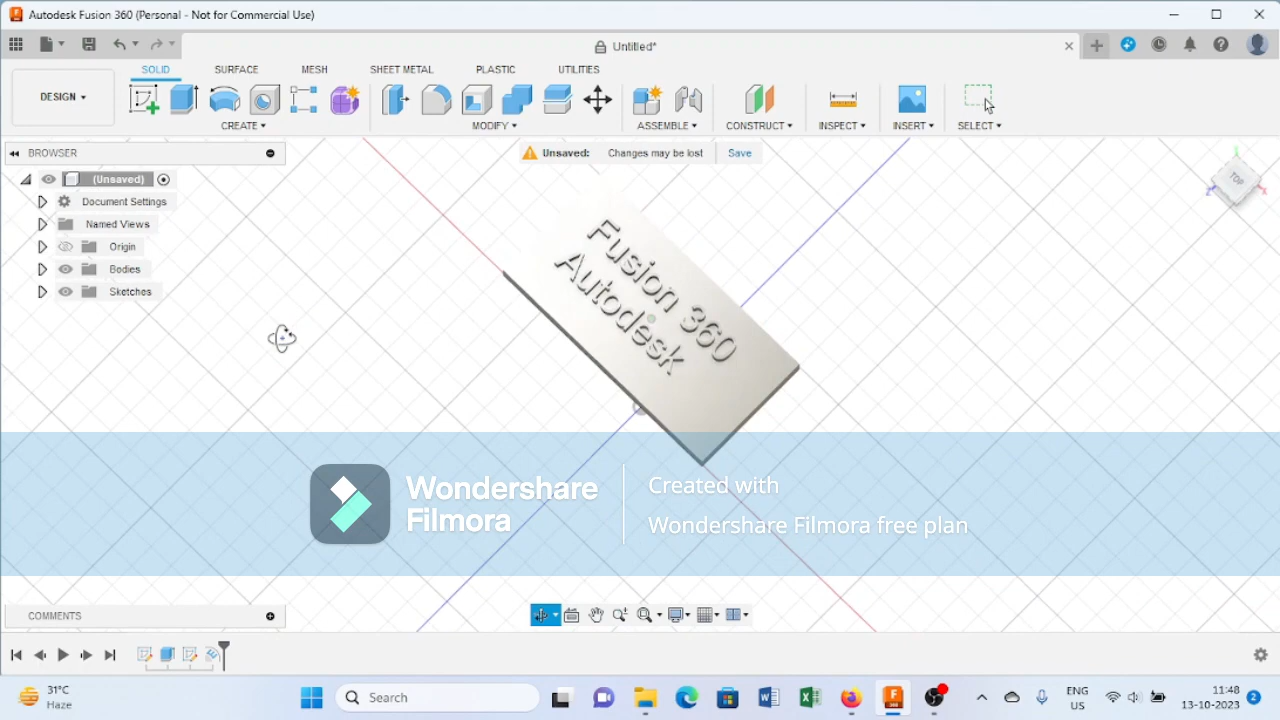 Autodesk Fusion 360 (Personal - Not for Commercial Use)
Untitled*
DESIGN
SOLID
SURFACE
MESH
SHEET METAL
PLASTIC
UTILITIES
CREATE
MODIFY
ASSEMBLE
CONSTRUCT
INSPECT
INSERT
SELECT
BROWSER
Unsaved:
Changes may be lost
Save
TOP
(Unsaved)
Document Settings
Named Views
Origin
Bodies
Sketches
Fusion 360
Autodesk
Wondershare
Filmora
Created with
Wondershare Filmora free plan
COMMENTS
31°C
Haze
Search
ENG
US
11:48
13-10-2023
2